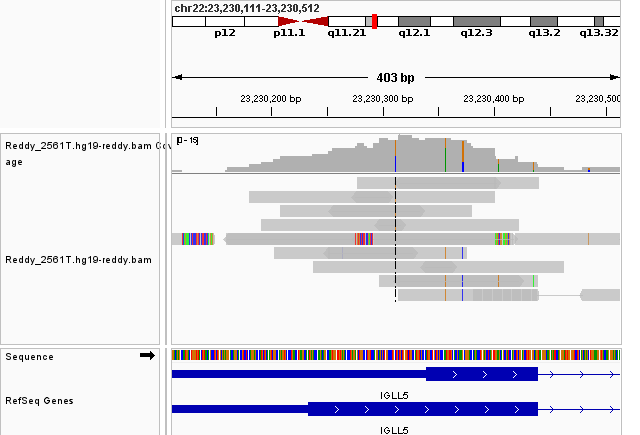 chr22:23,230,111-23,230,512
p12 p11.1 q11.21 q12.1 q12.3 q13.2 q13.32
403 bp
23,230,200 bp 23,230,300 bp 23,230,400 bp 23,230,500
[0 - 19]
Reddy_2561T.hg19-reddy.bam Cov
age
Reddy_2561T.hg19-reddy.bam
Sequence
IGLL5
RefSeq Genes
IGLL5